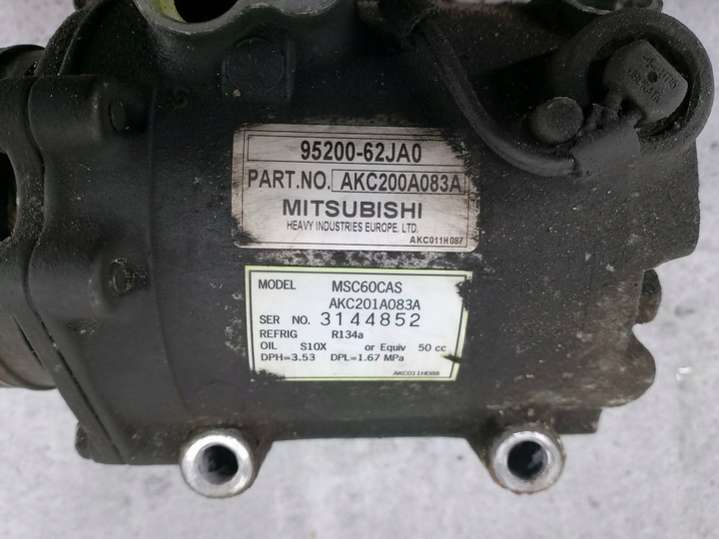 95200-62JA0
PART.NO. AKC200A083A
MITSUBISHI
HEAVY INDUSTRIES EUROPE, LTD.
AKC011H087
MODEL MSC60CAS
AKC201A083A
SER NO. 3144852
REFRIG R134a
OIL S10X or Equiv 50 cc
DPH=3.53 DPL=1.67 MPa
AKC011H088